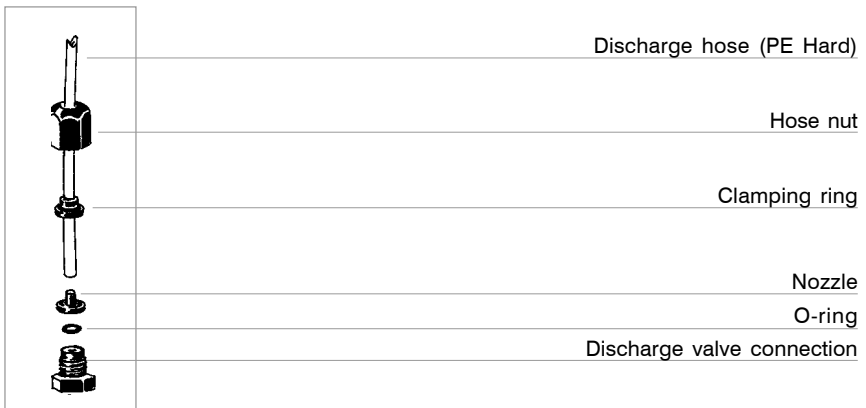 Discharge hose (PE Hard)
Hose nut
Clamping ring
Nozzle
O-ring
Discharge valve connection